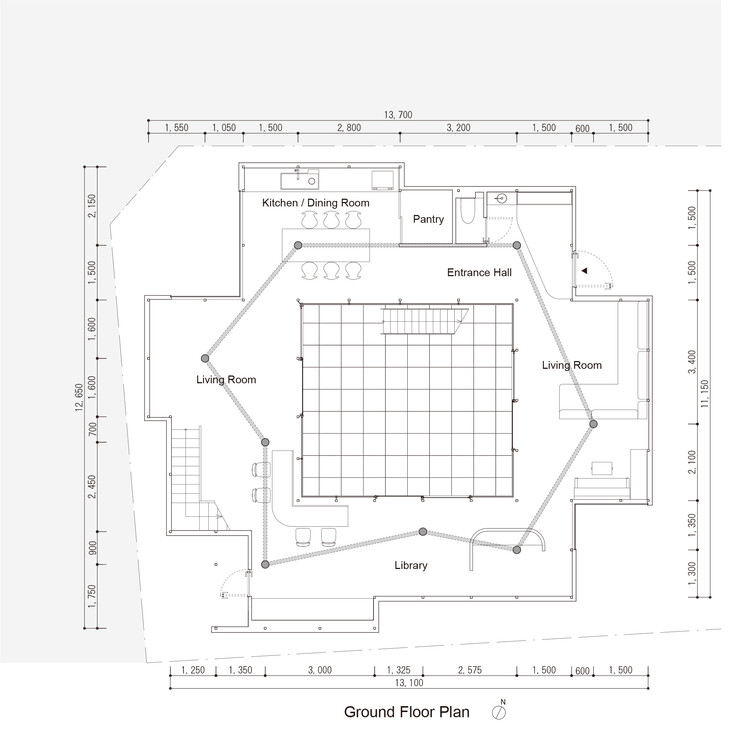 13, 700
1, 550 1, 050 1, 500 2, 800 3, 200 1, 500 600 1, 500
2, 150
1, 500
1, 600
1, 600
700
2, 450
900
1, 750
12, 650
Kitchen / Dining Room
Pantry
Entrance Hall
Living Room
Living Room
Library
1, 500
1, 500
3, 400
2, 100
1, 350
1, 300
11, 150
1, 250 1, 350 3, 000 1, 325 2, 575 1, 500 600 1, 500
13, 100
Ground Floor Plan
N